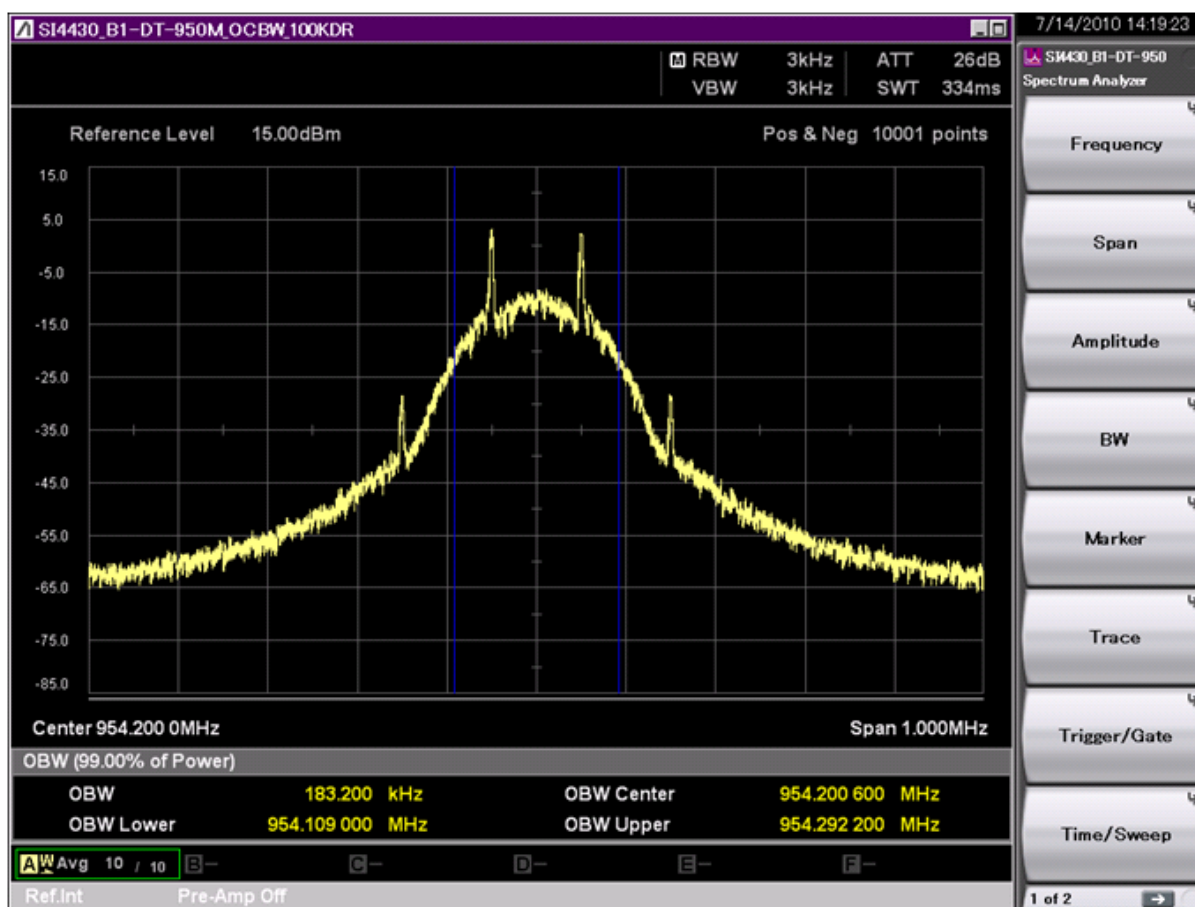 SI4430_B1-DT-950M_OCBW_100KDR
7/14/2010 14:19:23
M RBW 3kHz ATT 26dB
VBW 3kHz SWT 334ms
SI4430_B1-DT-950
Spectrum Analyzer
Reference Level 15.00dBm Pos & Neg 10001 points
15.0
5.0
-5.0
-15.0
-25.0
-35.0
-45.0
-55.0
-65.0
-75.0
-85.0
Center 954.200 0MHz Span 1.000MHz
OBW (99.00% of Power)
OBW 183.200 kHz OBW Center 954.200 600 MHz
OBW Lower 954.109 000 MHz OBW Upper 954.292 200 MHz
A W Avg 10 / 10 B- C- D- E- F-
Ref.Int Pre-Amp Off
Frequency
Span
Amplitude
BW
Marker
Trace
Trigger/Gate
Time/Sweep
1 of 2